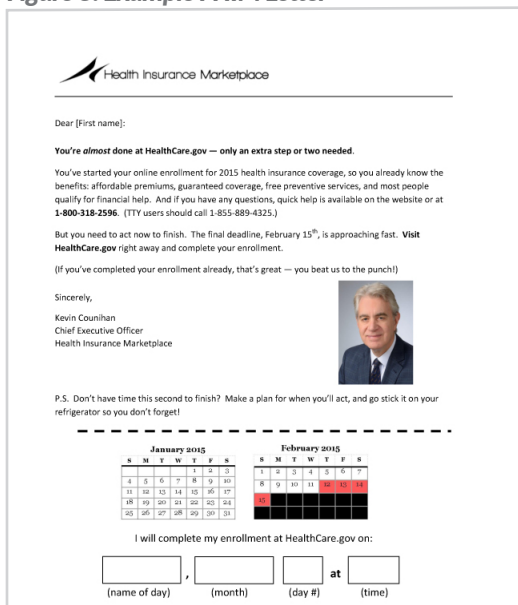 Health Insurance Marketplace
Dear [First name]:
You're almost done at HealthCare.gov — only an extra step or two needed.
You've started your online enrollment for 2015 health insurance coverage, so you already know the
benefits: affordable premiums, guaranteed coverage, free preventive services, and most people
qualify for financial help. And if you have any questions, quick help is available on the website or at
1-800-318-2596. (TTY users should call 1-855-889-4325.)
But you need to act now to finish. The final deadline, February 15th, is approaching fast. Visit
HealthCare.gov right away and complete your enrollment.
(If you've completed your enrollment already, that's great — you beat us to the punch!)
Sincerely,
Kevin Counihan
Chief Executive Officer
Health Insurance Marketplace
P.S. Don't have time this second to finish? Make a plan for when you'll act, and go stick it on your
refrigerator so you don't forget!
January 2015
S M T W T F S
1 2 3
4 5 6 7 8 9 10
11 12 13 14 15 16 17
18 19 20 21 22 23 24
25 26 27 28 29 30 31
February 2015
S M T W T F S
1 2 3 4 5 6 7
8 9 10 11 12 13 14
15
I will complete my enrollment at HealthCare.gov on:
, at
(name of day) (month) (day #) (time)